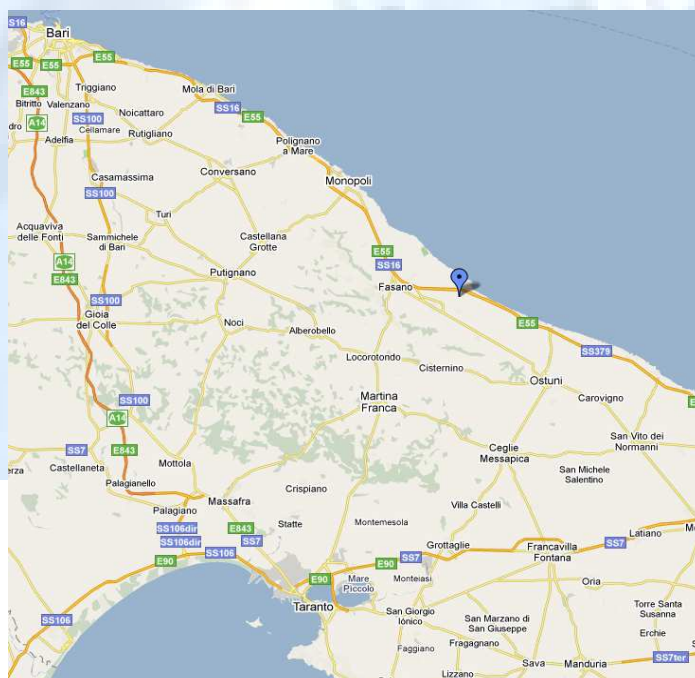 SS16
Bari
E55
E55
E55
Triggiano
Mola di Bari
E843
Bitritto
Valenzano
Noicattaro
SS16
E55
SS100
A14
Cellamare
Rutigliano
Adelfia
Polignano
a Mare
Casamassima
Conversano
Monopoli
SS100
Turi
Acquaviva
delle Fonti
Sammichele
di Bari
Castellana
Grotte
E55
SS16
A14
E843
Putignano
Fasano
SS100
Gioia
del Colle
Noci
Alberobello
E55
Locorotondo
SS379
Cisternino
Ostuni
Martina
Franca
SS100
Carovigno
A14
San Vito dei
Normanni
SS7
E843
Ceglie
Messapica
Castellaneta
Mottola
San Michele
Salentino
Palagianello
Crispiano
Massafra
Villa Castelli
Palagiano
Statte
Montemesola
SS106dir
E843
SS7
Latiano
SS106dir
Grottaglie
SS7
E90
SS106
SS7
E90
Francavilla
Fontana
E90
Mare
Piccolo
Monteiasi
Oria
Taranto
SS106
San Giorgio
Ionico
San Marzano di
San Giuseppe
Torre Santa
Susanna
Erchie
Faggiano
Fragagnano
SS7ter
Lizzano
Sava
Manduria